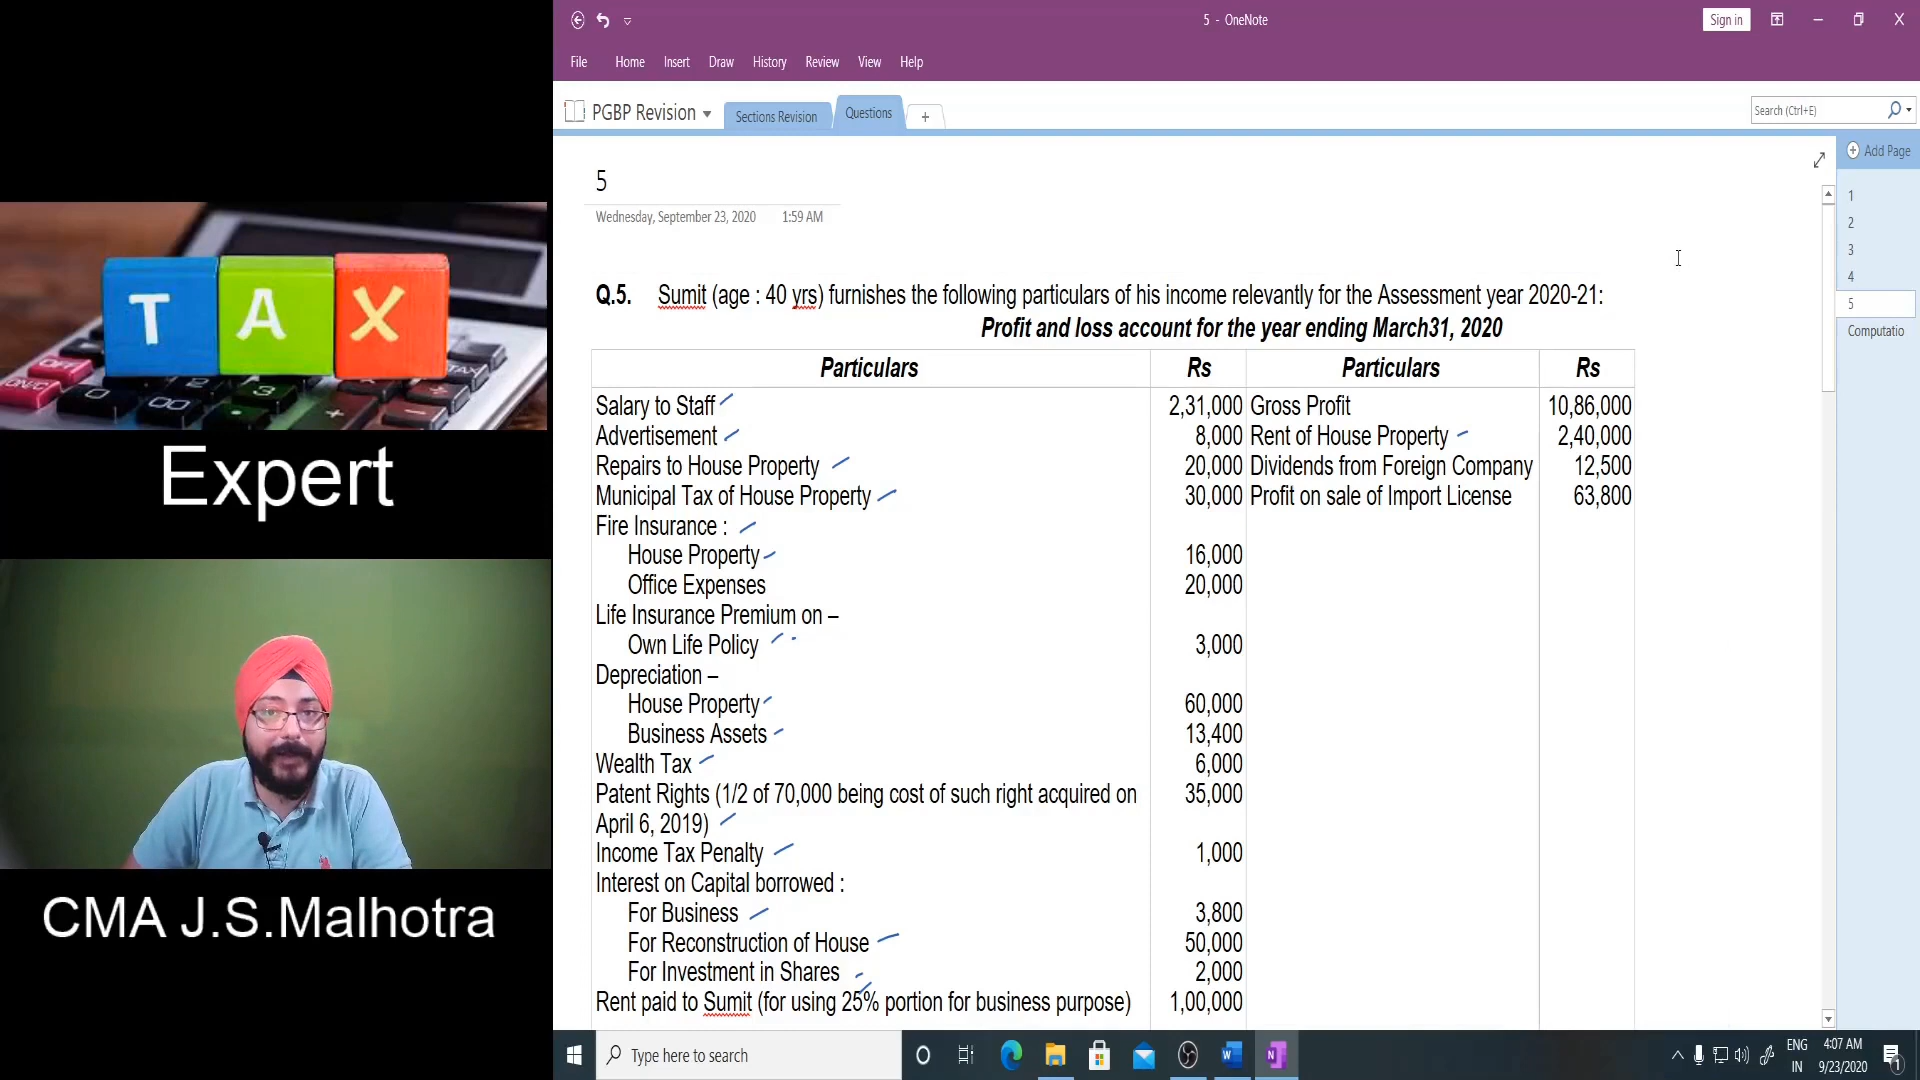 5 - OneNote
Sign in
File Home Insert Draw History Review View Help
PGBP Revision
Sections Revision
Questions
Search (Ctrl+E)
Add Page
1
2
3
4
5
Computatio
5
Wednesday, September 23, 2020 1:59 AM
Q.5. Sumit (age : 40 yrs) furnishes the following particulars of his income relevantly for the Assessment year 2020-21:
Profit and loss account for the year ending March31, 2020
Particulars Rs Particulars Rs
Salary to Staff 2,31,000 Gross Profit 10,86,000
Advertisement 8,000 Rent of House Property 2,40,000
Repairs to House Property 20,000 Dividends from Foreign Company 12,500
Municipal Tax of House Property 30,000 Profit on sale of Import License 63,800
Fire Insurance :
House Property 16,000
Office Expenses 20,000
Life Insurance Premium on –
Own Life Policy 3,000
Depreciation –
House Property 60,000
Business Assets 13,400
Wealth Tax 6,000
Patent Rights (1/2 of 70,000 being cost of such right acquired on 35,000
April 6, 2019)
Income Tax Penalty 1,000
Interest on Capital borrowed :
For Business 3,800
For Reconstruction of House 50,000
For Investment in Shares 2,000
Rent paid to Sumit (for using 25% portion for business purpose) 1,00,000
TAX
Expert
CMA J.S.Malhotra
Type here to search
ENG
IN
4:07 AM
9/23/2020
1